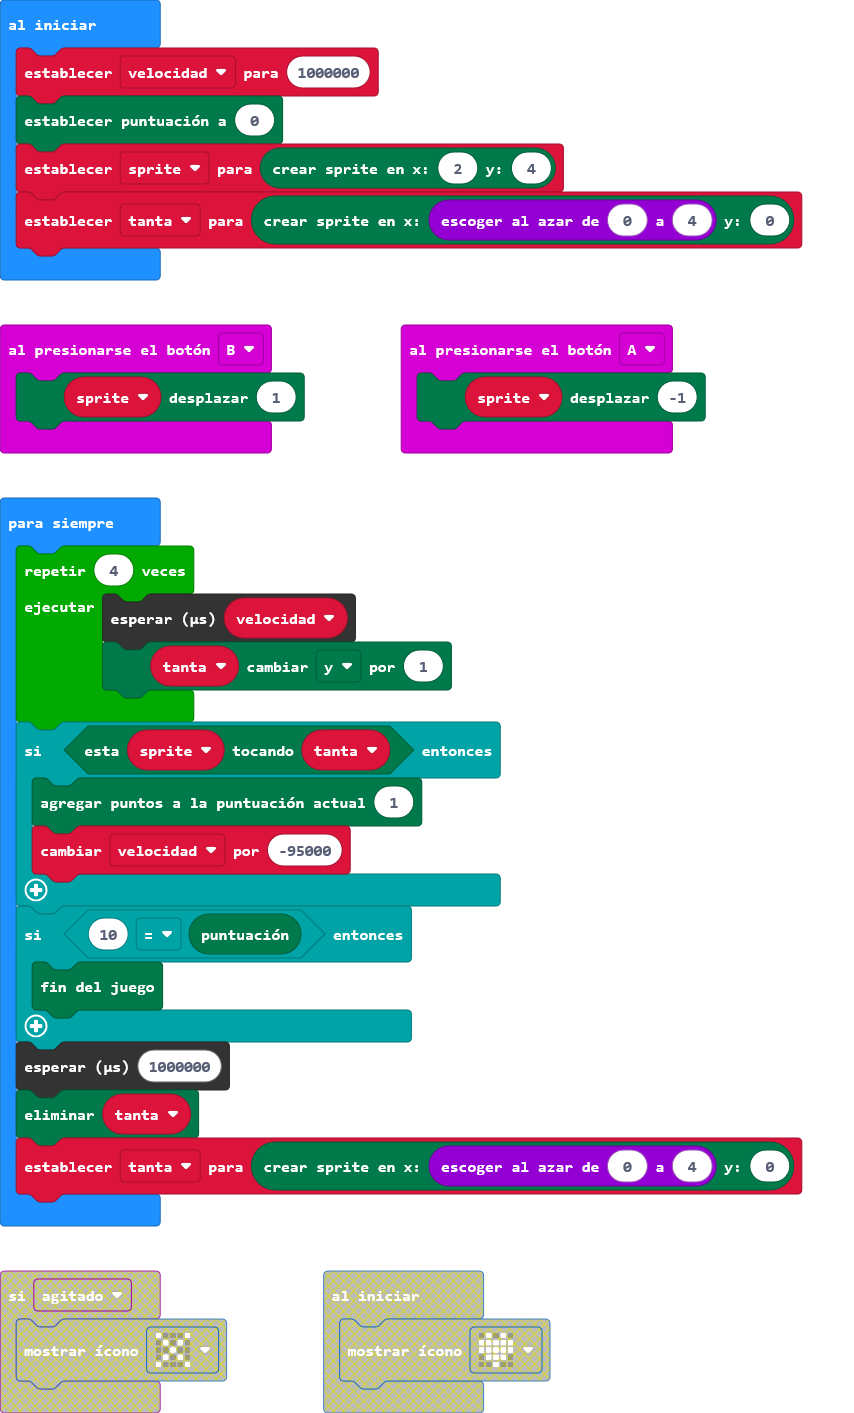 al iniciar
establecer velocidad para 1000000
establecer puntuación a 0
establecer sprite para crear sprite en x: 2 y: 4
establecer tanta para crear sprite en x: escoger al azar de 0 a 4 y: 0
al presionarse el botón B
sprite desplazar 1
al presionarse el botón A
sprite desplazar -1
para siempre
repetir 4 veces
ejecutar
esperar (µs) velocidad
tanta cambiar y por 1
si esta sprite tocando tanta entonces
agregar puntos a la puntuación actual 1
cambiar velocidad por -95000
si 10 = puntuación entonces
fin del juego
esperar (µs) 1000000
eliminar tanta
establecer tanta para crear sprite en x: escoger al azar de 0 a 4 y: 0
si agitado
mostrar ícono
al iniciar
mostrar ícono